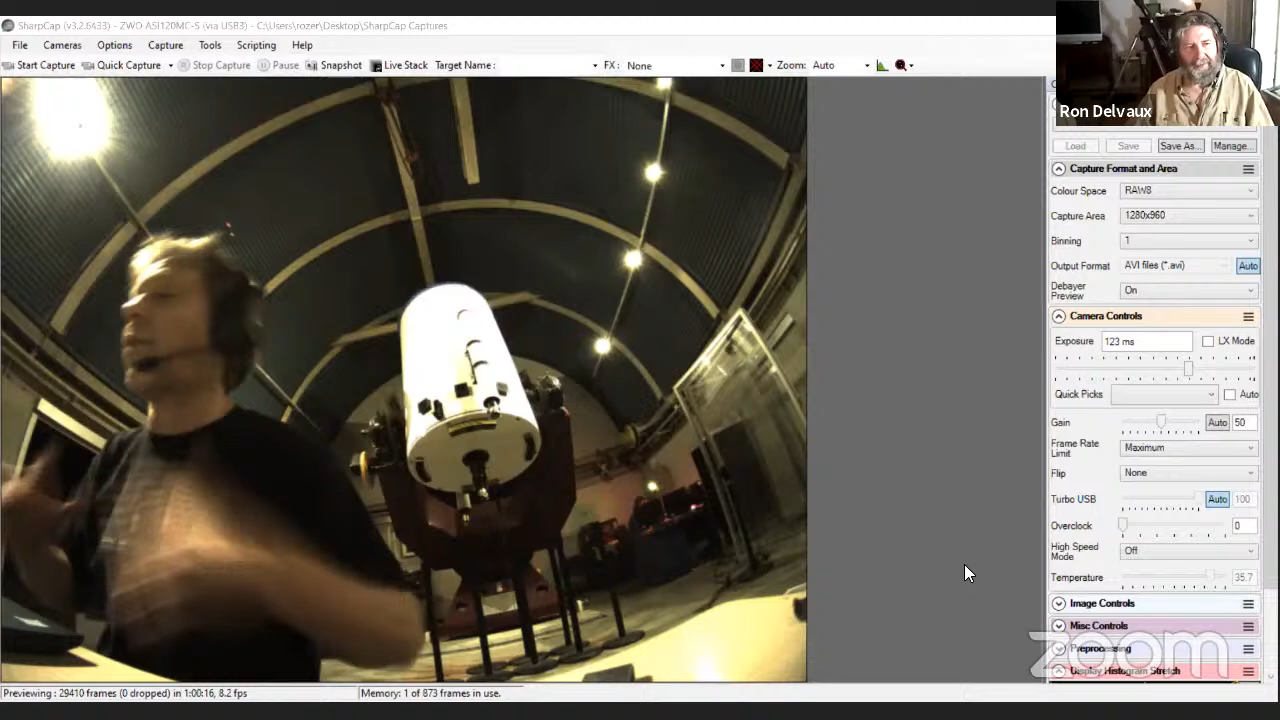 SharpCap (v3.2.6433) - ZWO ASI120MC-S (via USB3) - C:\Users\rozer\Desktop\SharpCap Captures
File Cameras Options Capture Tools Scripting Help
Start Capture Quick Capture Stop Capture Pause Snapshot Live Stack Target Name : FX : None Zoom: Auto
Ron Delvaux
Load Save Save As... Manage...
Capture Format and Area
Colour Space RAW8
Capture Area 1280x960
Binning 1
Output Format AVI files (*.avi) Auto
Debayer
Preview On
Camera Controls
Exposure 123 ms LX Mode
Quick Picks Auto
Gain Auto 50
Frame Rate
Limit Maximum
Flip None
Turbo USB Auto 100
Overclock 0
High Speed
Mode Off
Temperature 35.7
Image Controls
Misc Controls
Preprocessing
Display Histogram Stretch
zoom
Previewing : 29410 frames (0 dropped) in 1:00:16, 8.2 fps Memory: 1 of 873 frames in use.